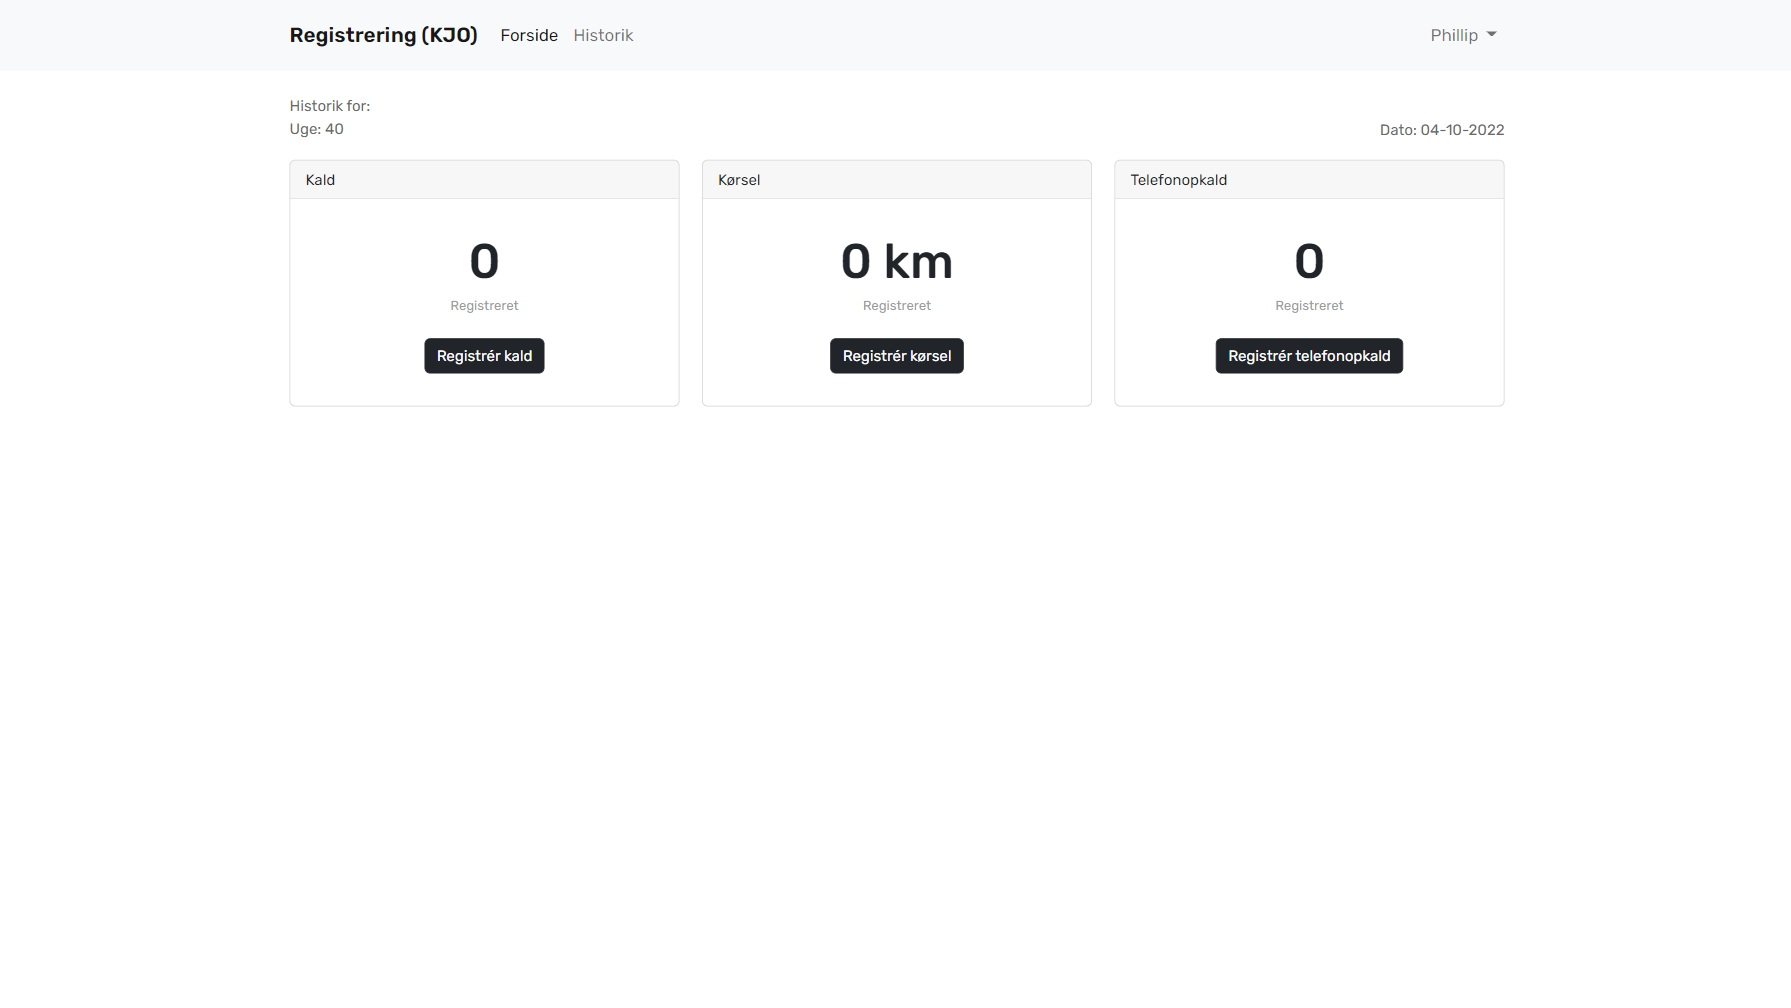 Registrering (KJO) Forside Historik Phillip
Historik for:
Uge: 40
Dato: 04-10-2022
Kald
0
Registreret
Registrér kald
Kørsel
0 km
Registreret
Registrér kørsel
Telefonopkald
0
Registreret
Registrér telefonopkald